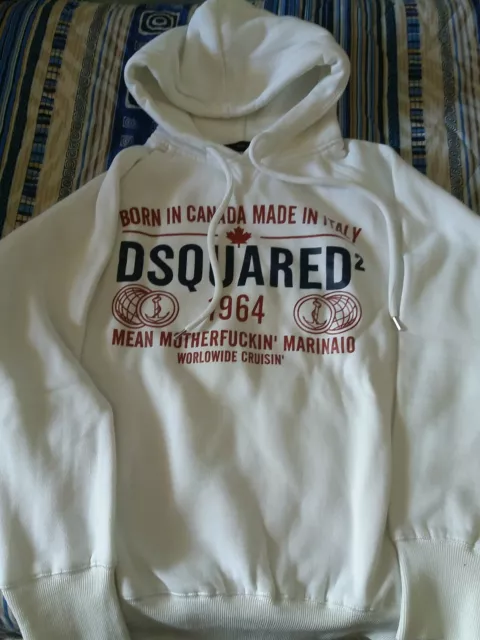 BORN IN CANADA MADE IN ITALY
DSQUARED²
1964
MEAN MOTHERFUCKIN' MARINAIO
WORLDWIDE CRUISIN'